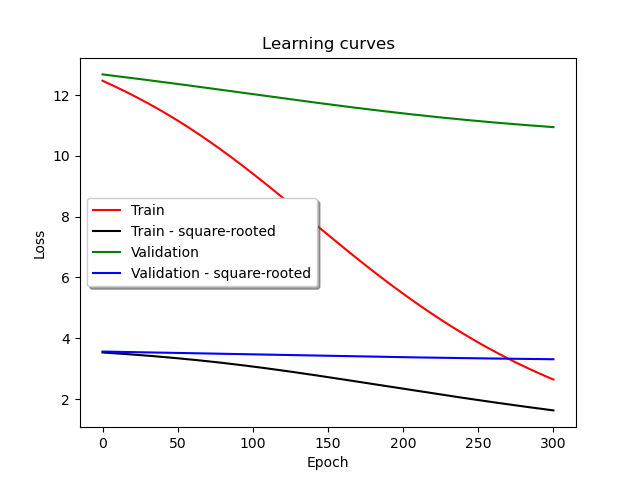 Learning curves
Loss
12
10
8
6
4
2
Train
Train - square-rooted
Validation
Validation - square-rooted
0 50 100 150 200 250 300
Epoch